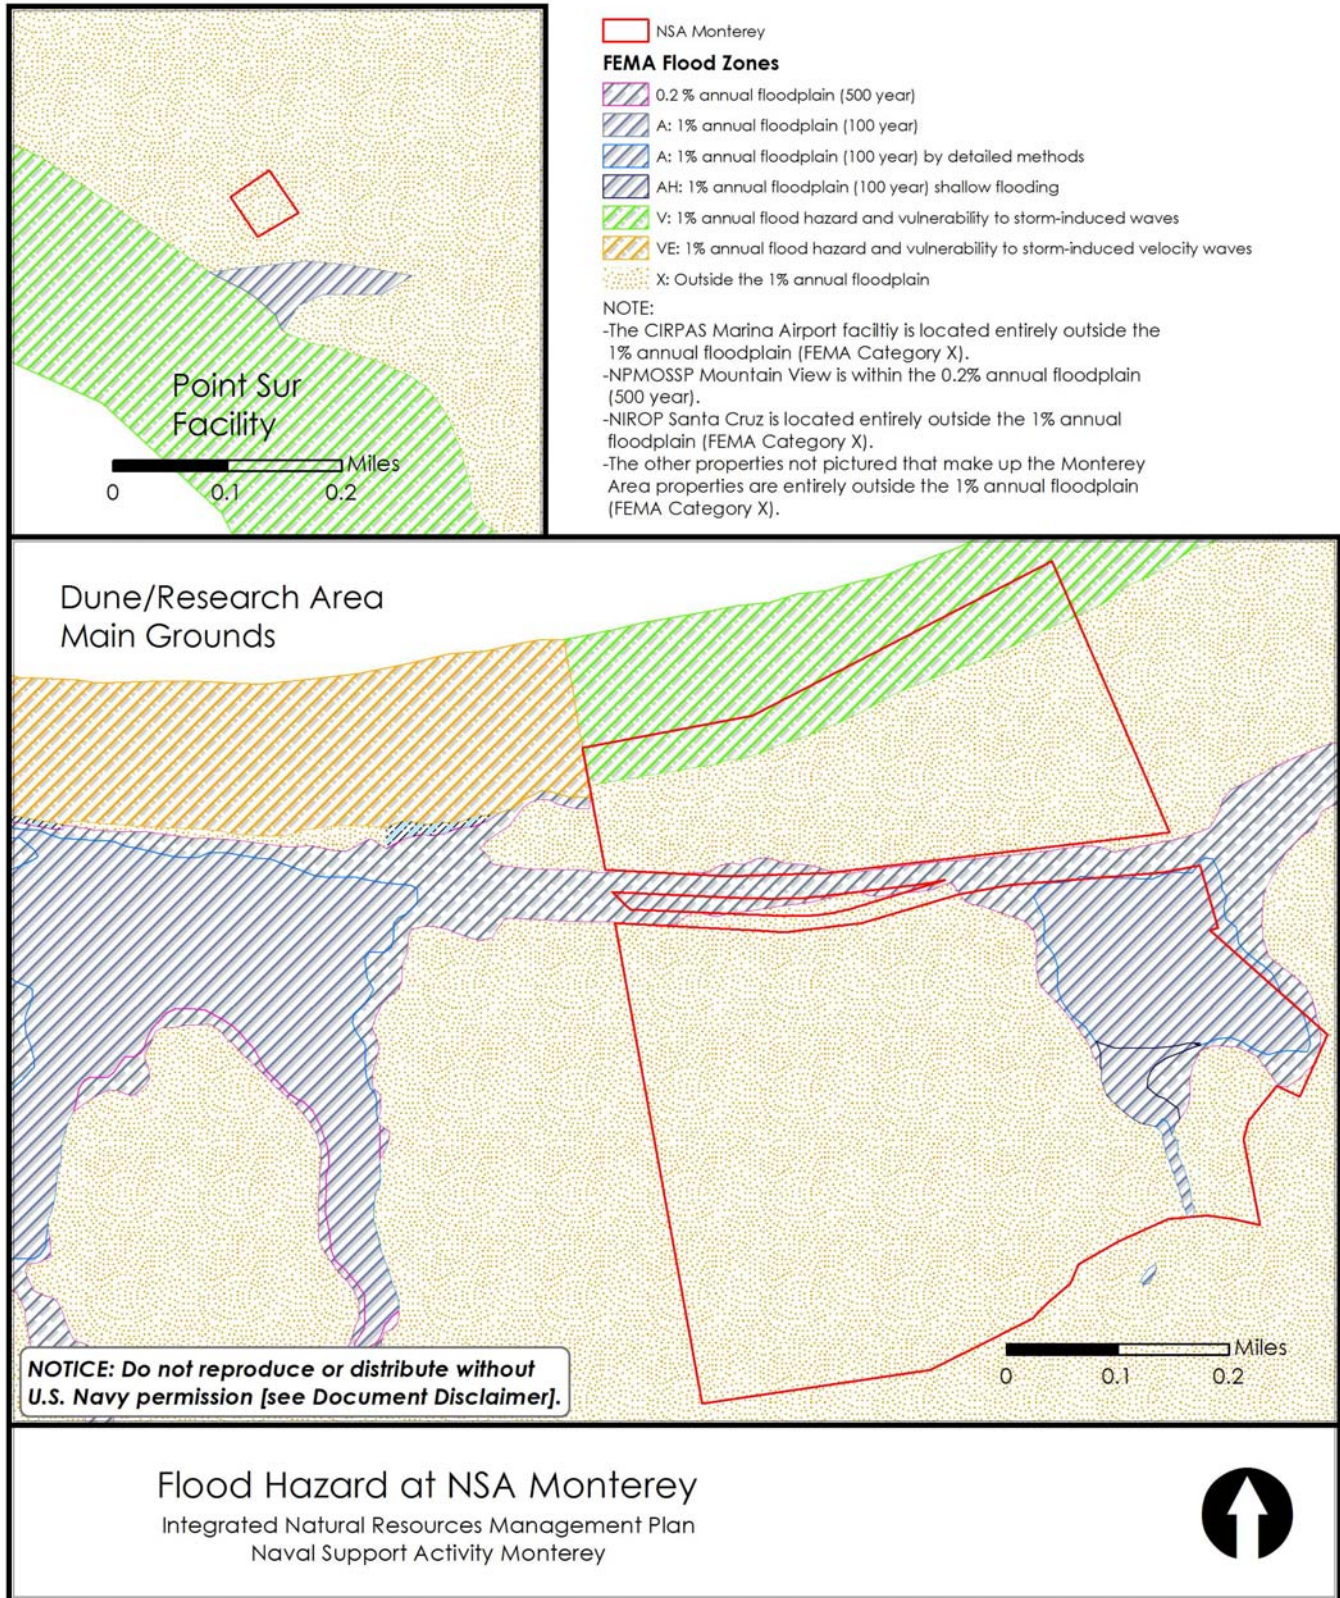 NSA Monterey
FEMA Flood Zones
0.2 % annual floodplain (500 year)
A: 1% annual floodplain (100 year)
A: 1% annual floodplain (100 year) by detailed methods
AH: 1% annual floodplain (100 year) shallow flooding
V: 1% annual flood hazard and vulnerability to storm-induced waves
VE: 1% annual flood hazard and vulnerability to storm-induced velocity waves
X: Outside the 1% annual floodplain
NOTE:
-The CIRPAS Marina Airport faciltiy is located entirely outside the
1% annual floodplain (FEMA Category X).
-NPMOSSP Mountain View is within the 0.2% annual floodplain
(500 year).
-NIROP Santa Cruz is located entirely outside the 1% annual
floodplain (FEMA Category X).
-The other properties not pictured that make up the Monterey
Area properties are entirely outside the 1% annual floodplain
(FEMA Category X).
Point Sur
Facility
Miles
0 0.1 0.2
Dune/Research Area
Main Grounds
Miles
0 0.1 0.2
NOTICE: Do not reproduce or distribute without
U.S. Navy permission [see Document Disclaimer].
Flood Hazard at NSA Monterey
Integrated Natural Resources Management Plan
Naval Support Activity Monterey